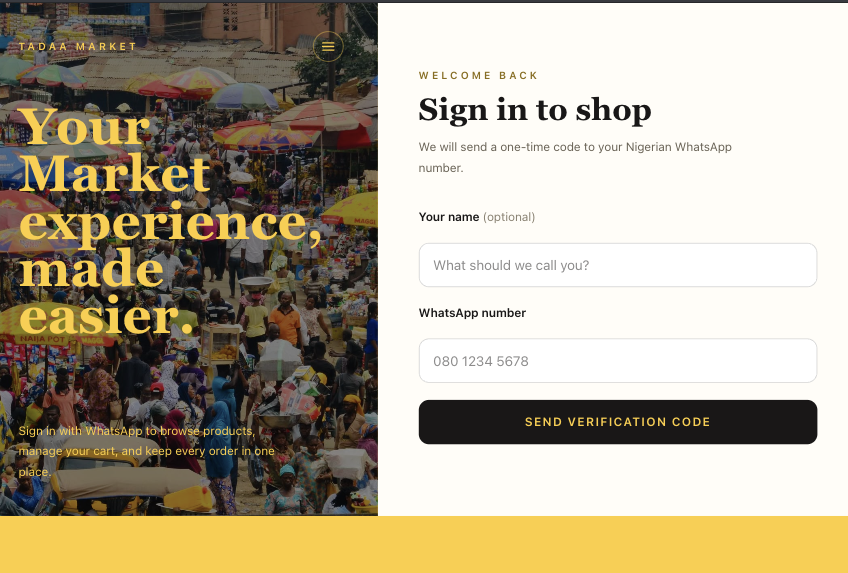 TADAA MARKET
Your
Market
experience,
made
easier.
Sign in with WhatsApp to browse products,
manage your cart, and keep every order in one
place.
MAGGI
NAIJA POT
WELCOME BACK
Sign in to shop
We will send a one-time code to your Nigerian WhatsApp
number.
Your name (optional)
What should we call you?
WhatsApp number
080 1234 5678
SEND VERIFICATION CODE